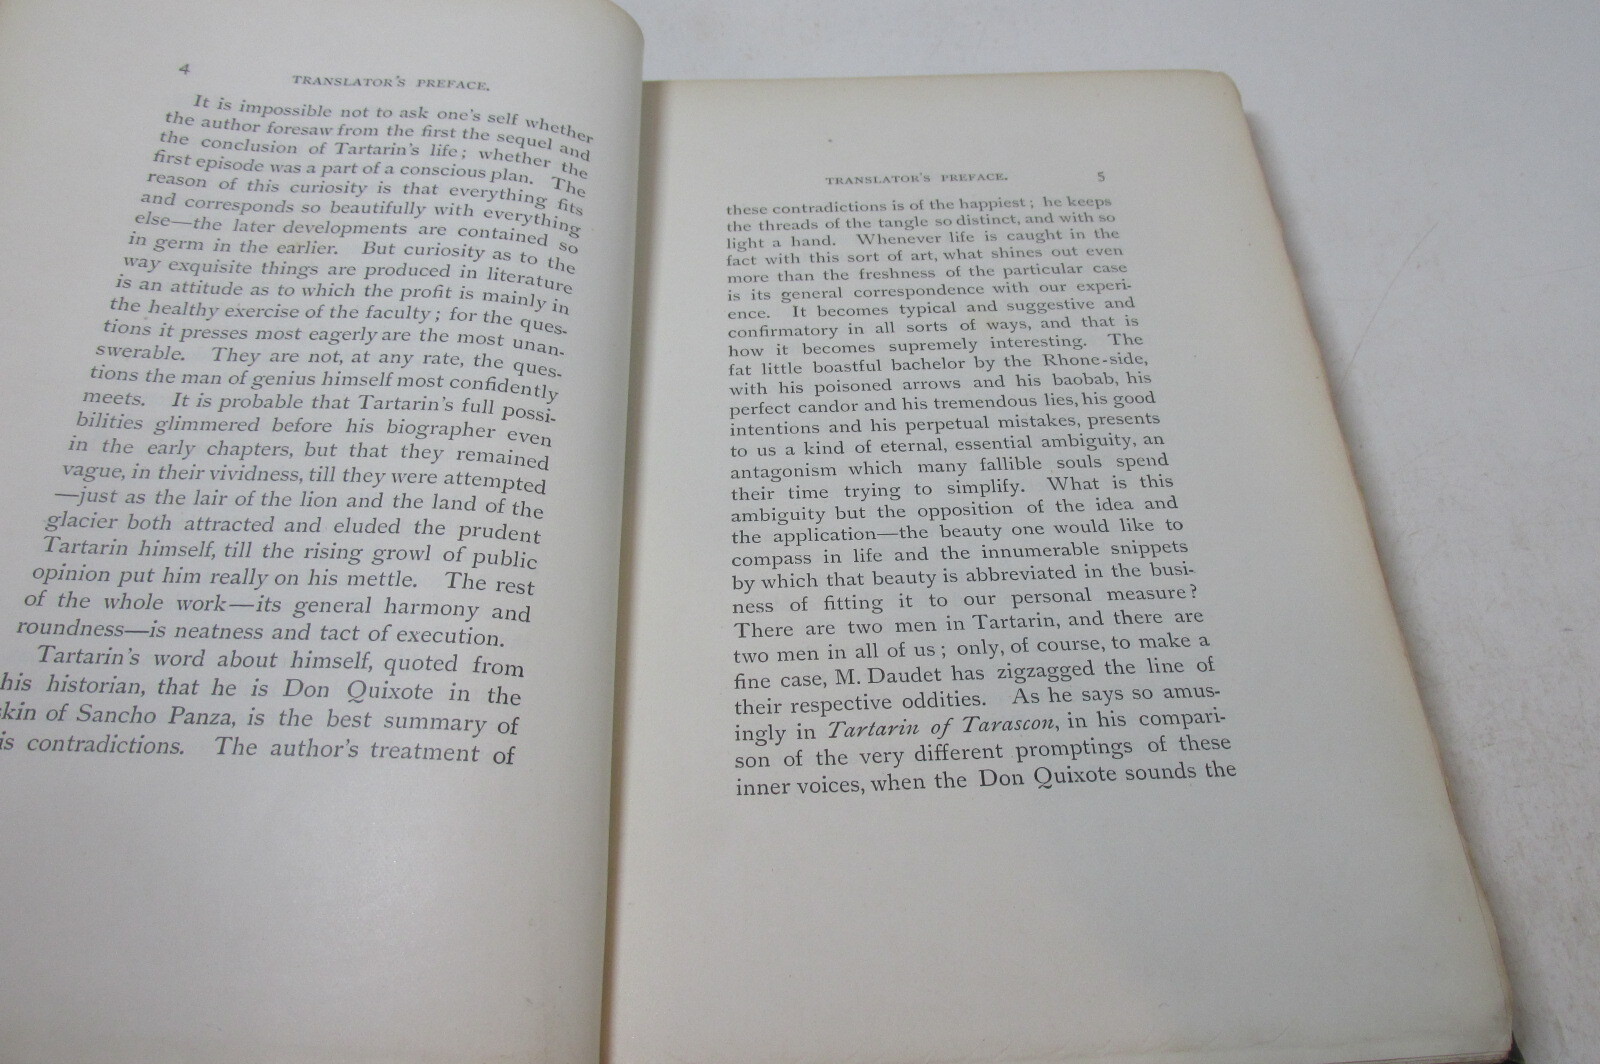 4
TRANSLATOR'S PREFACE.
It is impossible not to ask one's self whether
the author foresaw from the first the sequel and
the conclusion of Tartarin's life; whether the
first episode was a part of a conscious plan. The
reason of this curiosity is that everything fits
and corresponds so beautifully with everything
else—the later developments are contained so
in germ in the earlier. But curiosity as to the
way exquisite things are produced in literature
is an attitude as to which the profit is mainly in
the healthy exercise of the faculty; for the ques-
tions it presses most eagerly are the most unan-
swerable. They are not, at any rate, the ques-
tions the man of genius himself most confidently
meets. It is probable that Tartarin's full possi-
bilities glimmered before his biographer even
in the early chapters, but that they remained
vague, in their vividness, till they were attempted
—just as the lair of the lion and the land of the
glacier both attracted and eluded the prudent
Tartarin himself, till the rising growl of public
opinion put him really on his mettle. The rest
of the whole work—its general harmony and
roundness—is neatness and tact of execution.
Tartarin's word about himself, quoted from
his historian, that he is Don Quixote in the
skin of Sancho Panza, is the best summary of
is contradictions. The author's treatment of
TRANSLATOR'S PREFACE. 5
these contradictions is of the happiest; he keeps
the threads of the tangle so distinct, and with so
light a hand. Whenever life is caught in the
fact with this sort of art, what shines out even
more than the freshness of the particular case
is its general correspondence with our experi-
ence. It becomes typical and suggestive and
confirmatory in all sorts of ways, and that is
how it becomes supremely interesting. The
fat little boastful bachelor by the Rhone-side,
with his poisoned arrows and his baobab, his
perfect candor and his tremendous lies, his good
intentions and his perpetual mistakes, presents
to us a kind of eternal, essential ambiguity, an
antagonism which many fallible souls spend
their time trying to simplify. What is this
ambiguity but the opposition of the idea and
the application—the beauty one would like to
compass in life and the innumerable snippets
by which that beauty is abbreviated in the busi-
ness of fitting it to our personal measure?
There are two men in Tartarin, and there are
two men in all of us; only, of course, to make a
fine case, M. Daudet has zigzagged the line of
their respective oddities. As he says so amus-
ingly in Tartarin of Tarascon, in his compari-
son of the very different promptings of these
inner voices, when the Don Quixote sounds the